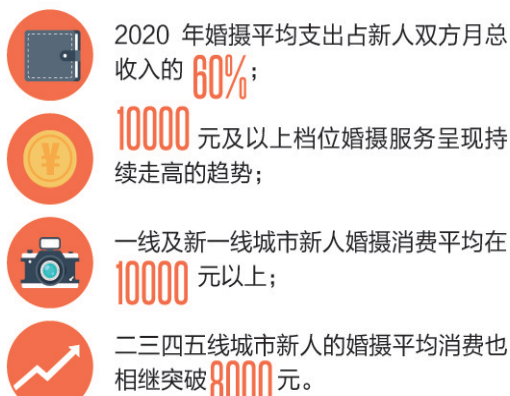 2020 年婚摄平均支出占新人双方月总
收入的 60%；
10000 元及以上档位婚摄服务呈现持
续走高的趋势；
¥
一线及新一线城市新人婚摄消费平均在
10000 元以上；
二三四五线城市新人的婚摄平均消费也
相继突破8000元。